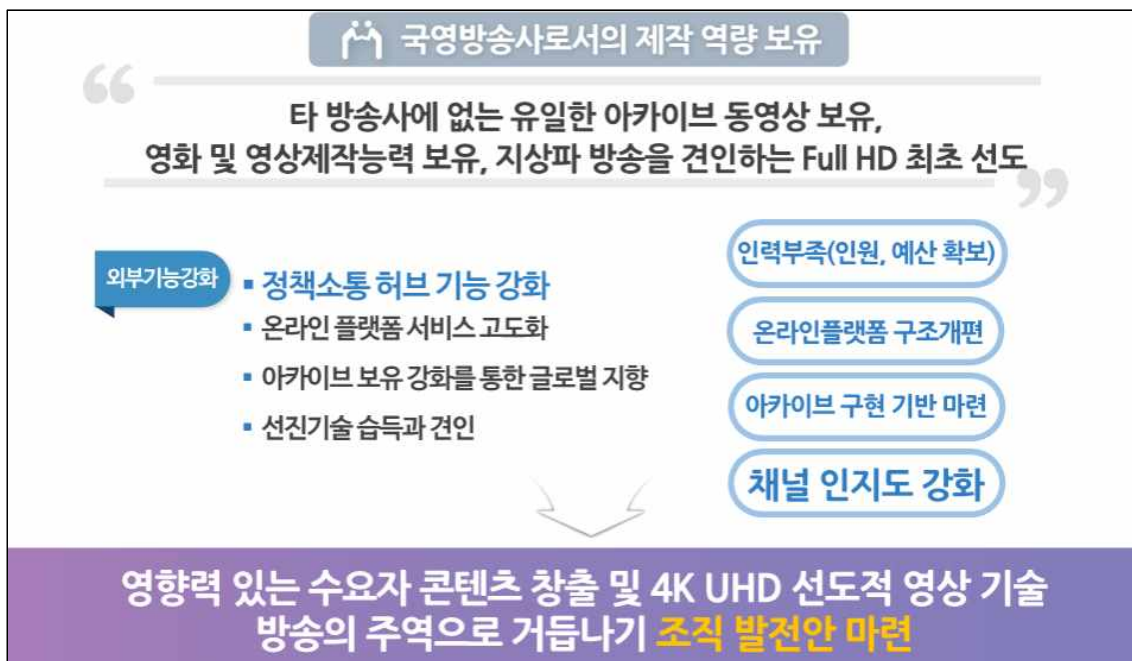 국영방송사로서의 제작 역량 보유
“
타 방송사에 없는 유일한 아카이브 동영상 보유,
영화 및 영상제작능력 보유, 지상파 방송을 견인하는 Full HD 최초 선도
”
외부기능강화
▪ 정책소통 허브 기능 강화
▪ 온라인 플랫폼 서비스 고도화
▪ 아카이브 보유 강화를 통한 글로벌 지향
▪ 선진기술 습득과 견인
인력부족(인원, 예산 확보)
온라인플랫폼 구조개편
아카이브 구현 기반 마련
채널 인지도 강화
영향력 있는 수요자 콘텐츠 창출 및 4K UHD 선도적 영상 기술
방송의 주역으로 거듭나기 조직 발전안 마련